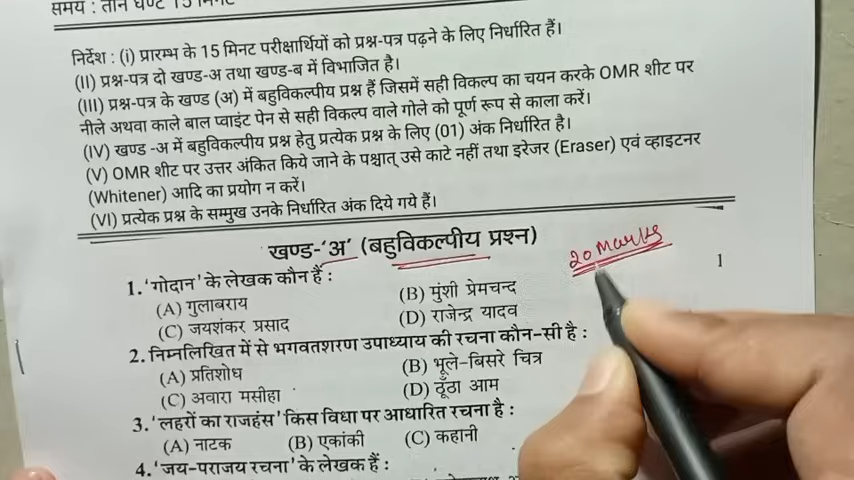 समय : तीन घण्टे 15 मिनट
निर्देश : (i) प्रारम्भ के 15 मिनट परीक्षार्थियों को प्रश्न-पत्र पढ़ने के लिए निर्धारित हैं।
(II) प्रश्न-पत्र दो खण्ड-अ तथा खण्ड-ब में विभाजित है।
(III) प्रश्न-पत्र के खण्ड (अ) में बहुविकल्पीय प्रश्न हैं जिसमें सही विकल्प का चयन करके OMR शीट पर
नीले अथवा काले बाल प्वाइंट पेन से सही विकल्प वाले गोले को पूर्ण रूप से काला करें।
(IV) खण्ड -अ में बहुविकल्पीय प्रश्न हेतु प्रत्येक प्रश्न के लिए (01) अंक निर्धारित है।
(V) OMR शीट पर उत्तर अंकित किये जाने के पश्चात् उसे काटे नहीं तथा इरेजर (Eraser) एवं व्हाइटनर
(Whitener) आदि का प्रयोग न करें।
(VI) प्रत्येक प्रश्न के सम्मुख उनके निर्धारित अंक दिये गये हैं।
खण्ड-'अ' (बहुविकल्पीय प्रश्न)
20 Marks
1.'गोदान' के लेखक कौन हैं : 1
(A) गुलाबराय (B) मुंशी प्रेमचन्द
(C) जयशंकर प्रसाद (D) राजेन्द्र यादव
2. निम्नलिखित में से भगवतशरण उपाध्याय की रचना कौन-सी है :
(A) प्रतिशोध (B) भूले-बिसरे चित्र
(C) अवारा मसीहा (D) ठूँठा आम
3. 'लहरों का राजहंस' किस विधा पर आधारित रचना है :
(A) नाटक (B) एकांकी (C) कहानी
4. 'जय-पराजय रचना' के लेखक हैं :